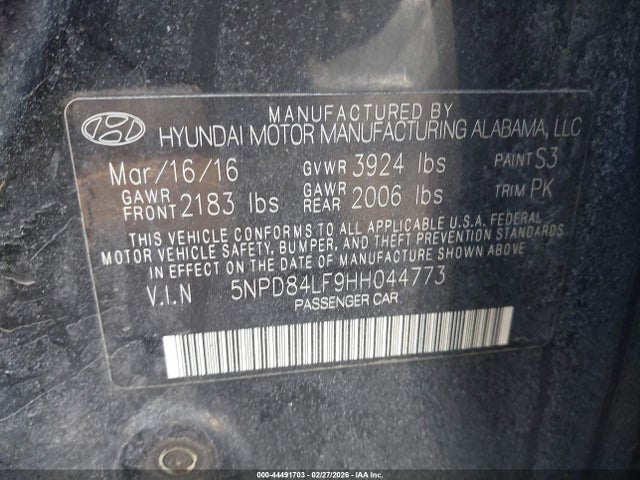 MANUFACTURED BY
HYUNDAI MOTOR MANUFACTURING ALABAMA, LLC
Mar/16/16 GVWR 3924 lbs PAINT S3
GAWR FRONT 2183 lbs GAWR REAR 2006 lbs TRIM PK
THIS VEHICLE CONFORMS TO ALL APPLICABLE U.S.A. FEDERAL
MOTOR VEHICLE SAFETY, BUMPER, AND THEFT PREVENTION STANDARDS
IN EFFECT ON THE DATE OF MANUFACTURE SHOWN ABOVE.
V.I.N 5NPD84LF9HH044773
PASSENGER CAR
000-44491703 - 02/27/2026 - IAA Auctions